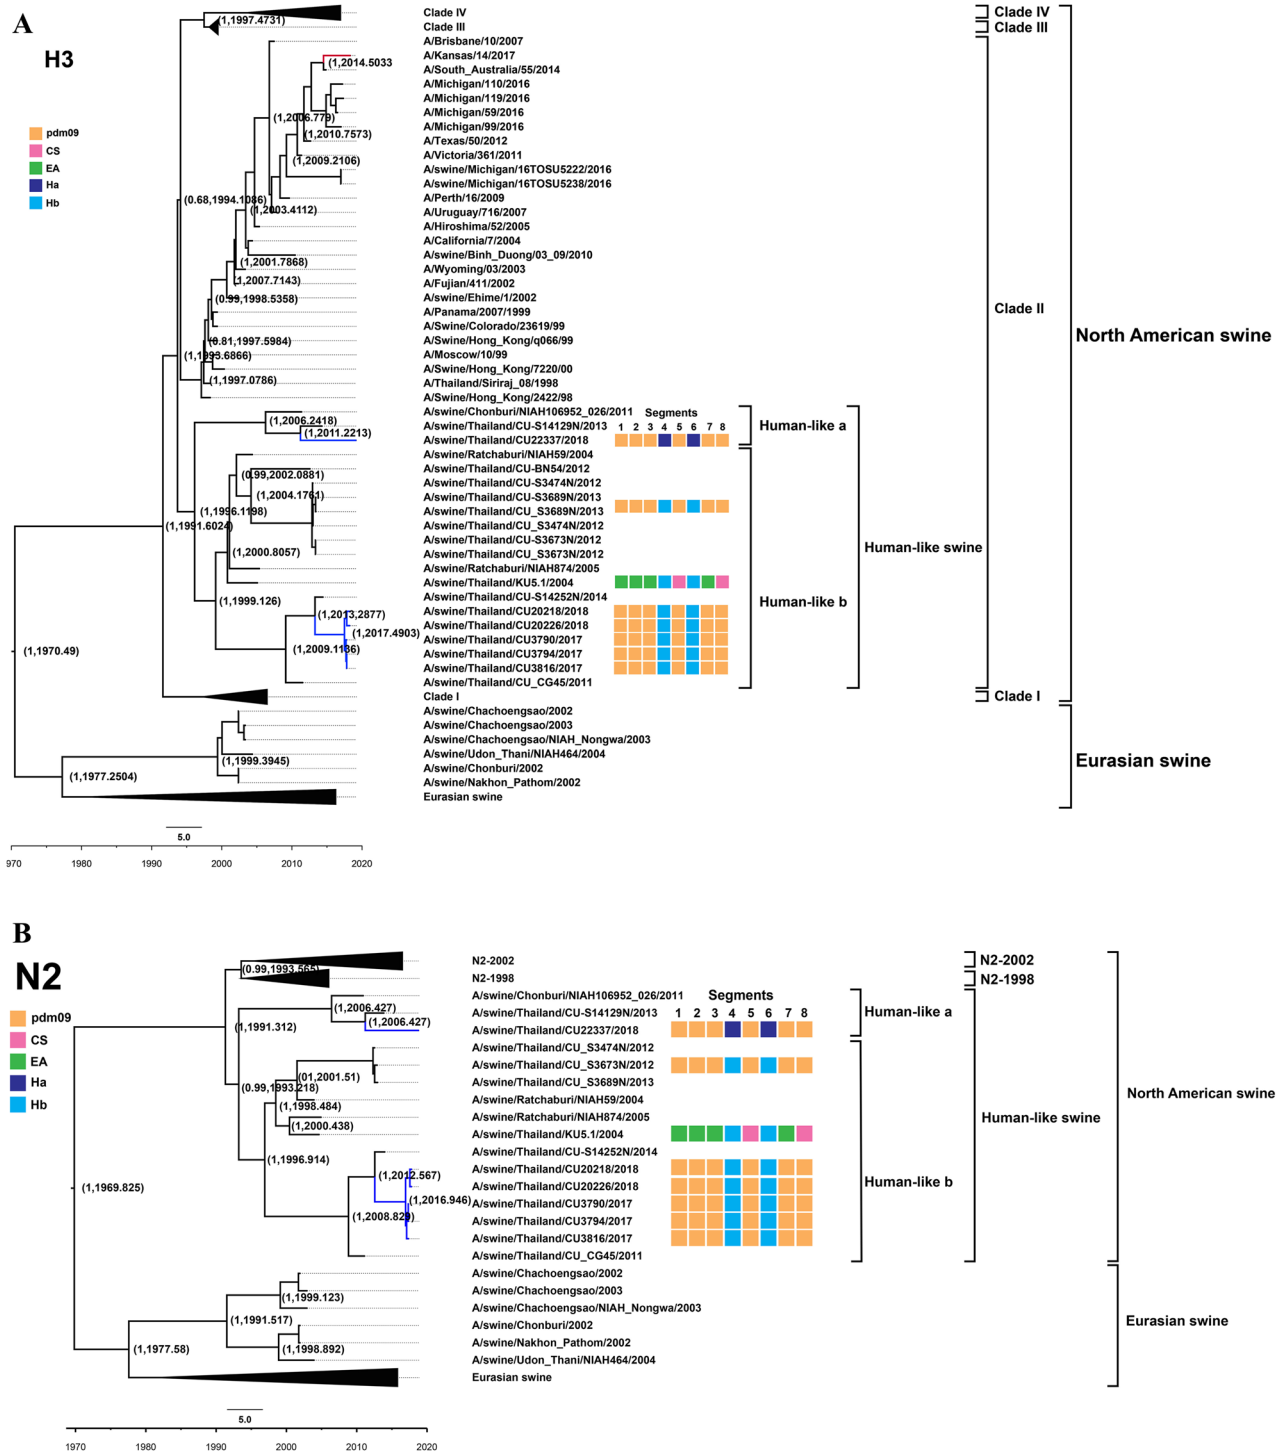 A
H3
pdm09
CS
EA
Ha
Hb
Clade IV
Clade III
A/Brisbane/10/2007
A/Kansas/14/2017
A/South_Australia/55/2014
A/Michigan/110/2016
A/Michigan/119/2016
A/Michigan/59/2016
A/Michigan/99/2016
A/Texas/50/2012
A/Victoria/361/2011
A/swine/Michigan/16TOSU5222/2016
A/swine/Michigan/16TOSU5238/2016
A/Perth/16/2009
A/Uruguay/716/2007
A/Hiroshima/52/2005
A/California/7/2004
A/swine/Binh_Duong/03_09/2010
A/Wyoming/03/2003
A/Fujian/411/2002
A/swine/Ehime/1/2002
A/Panama/2007/1999
A/Swine/Colorado/23619/99
A/Swine/Hong_Kong/q066/99
A/Moscow/10/99
A/Swine/Hong_Kong/7220/00
A/Thailand/Siriraj_08/1998
A/Swine/Hong_Kong/2422/98
A/swine/Chonburi/NIAH106952_026/2011
A/swine/Thailand/CU-S14129N/2013
A/swine/Thailand/CU22337/2018
A/swine/Ratchaburi/NIAH59/2004
A/swine/Thailand/CU-BN54/2012
A/swine/Thailand/CU-S3474N/2012
A/swine/Thailand/CU-S3689N/2013
A/swine/Thailand/CU_S3689N/2013
A/swine/Thailand/CU_S3474N/2012
A/swine/Thailand/CU-S3673N/2012
A/swine/Thailand/CU_S3673N/2012
A/swine/Ratchaburi/NIAH874/2005
A/swine/Thailand/KU5.1/2004
A/swine/Thailand/CU-S14252N/2014
A/swine/Thailand/CU20218/2018
A/swine/Thailand/CU20226/2018
A/swine/Thailand/CU3790/2017
A/swine/Thailand/CU3794/2017
A/swine/Thailand/CU3816/2017
A/swine/Thailand/CU_CG45/2011
Clade I
A/swine/Chachoengsao/2002
A/swine/Chachoengsao/2003
A/swine/Chachoengsao/NIAH_Nongwa/2003
A/swine/Udon_Thani/NIAH464/2004
A/swine/Chonburi/2002
A/swine/Nakhon_Pathom/2002
Eurasian swine
(1,1997.4731)
(1,2014.5033
(1,2006.779)
(1,2010.7573)
(1,2009.2106)
(0.68,1994.1086)
(1,2003.4112)
(1,2001.7868)
(1,2007.7143)
(0.99,1998.5358)
(0.81,1997.5984)
(1,1993.6866)
(1,1997.0786)
(1,2006.2418)
(1,2011.2213)
(0.99,2002.0881)
(1,2004.1761)
(1,1996.1198)
(1,1991.6024)
(1,2000.8057)
(1,1999.126)
(1,2013.2877)
(1,2017.4903)
(1,2009.1136)
(1,1970.49)
(1,1999.3945)
(1,1977.2504)
Segments
1 2 3 4 5 6 7 8
Human-like a
Human-like b
Human-like swine
Clade IV
Clade III
Clade II
Clade I
North American swine
Eurasian swine
5.0
970 1980 1990 2000 2010 2020
B
N2
pdm09
CS
EA
Ha
Hb
N2-2002
N2-1998
A/swine/Chonburi/NIAH106952_026/2011
A/swine/Thailand/CU-S14129N/2013
A/swine/Thailand/CU22337/2018
A/swine/Thailand/CU_S3474N/2012
A/swine/Thailand/CU_S3673N/2012
A/swine/Thailand/CU_S3689N/2013
A/swine/Ratchaburi/NIAH59/2004
A/swine/Ratchaburi/NIAH874/2005
A/swine/Thailand/KU5.1/2004
A/swine/Thailand/CU-S14252N/2014
A/swine/Thailand/CU20218/2018
A/swine/Thailand/CU20226/2018
A/swine/Thailand/CU3790/2017
A/swine/Thailand/CU3794/2017
A/swine/Thailand/CU3816/2017
A/swine/Thailand/CU_CG45/2011
A/swine/Chachoengsao/2002
A/swine/Chachoengsao/2003
A/swine/Chachoengsao/NIAH_Nongwa/2003
A/swine/Chonburi/2002
A/swine/Nakhon_Pathom/2002
A/swine/Udon_Thani/NIAH464/2004
Eurasian swine
(0.99,1993.565)
(1,2006.427)
(1,2006.427)
(1,1991.312)
(01,2001.51)
(0.99,1993.218)
(1,1998.484)
(1,2000.438)
(1,1996.914)
(1,2012.567)
(1,2016.946)
(1,1969.825)
(1,1999.123)
(1,1991.517)
(1,1977.58)
(1,1998.892)
Segments
1 2 3 4 5 6 7 8
Human-like a
Human-like b
N2-2002
N2-1998
Human-like swine
North American swine
Eurasian swine
5.0
1970 1980 1990 2000 2010 2020